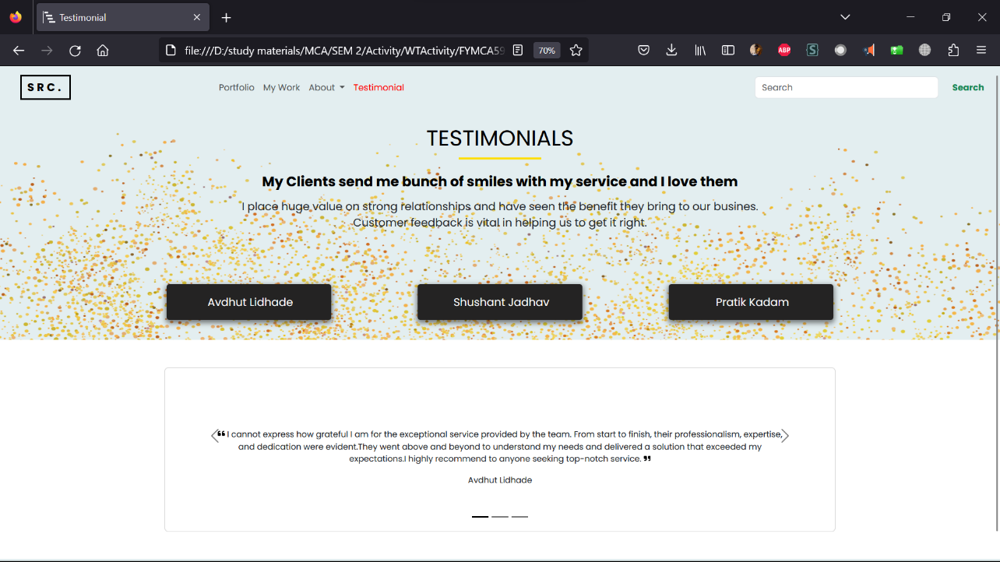 Testimonial
file:///D:/study materials/MCA/SEM 2/Activity/WTActivity/FYMCA59
70%
ABP
S
SRC.
Portfolio My Work About Testimonial
Search Search
TESTIMONIALS
My Clients send me bunch of smiles with my service and I love them
I place huge value on strong relationships and have seen the benefit they bring to our busines.
Customer feedback is vital in helping us to get it right.
Avdhut Lidhade Shushant Jadhav Pratik Kadam
❝ I cannot express how grateful I am for the exceptional service provided by the team. From start to finish, their professionalism, expertise,
and dedication were evident.They went above and beyond to understand my needs and delivered a solution that exceeded my
expectations.I highly recommend to anyone seeking top-notch service. ❞
Avdhut Lidhade